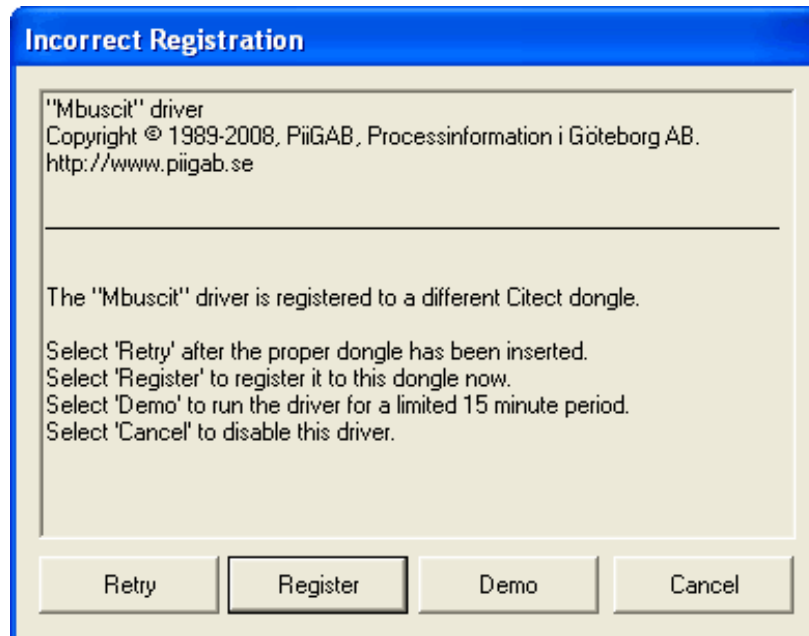 Incorrect Registration
"Mbuscit" driver
Copyright © 1989-2008, PiiGAB, Processinformation i Göteborg AB.
http://www.piigab.se
The "Mbuscit" driver is registered to a different Citect dongle.
Select 'Retry' after the proper dongle has been inserted.
Select 'Register' to register it to this dongle now.
Select 'Demo' to run the driver for a limited 15 minute period.
Select 'Cancel' to disable this driver.
Retry Register Demo Cancel